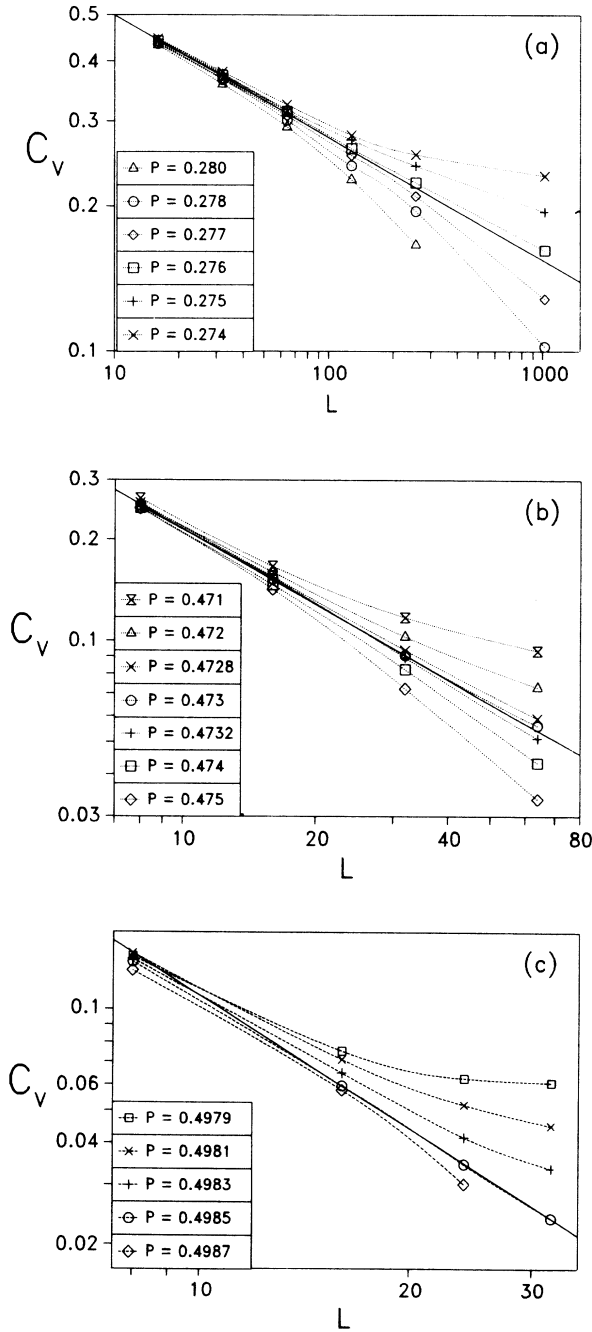 (a)
0.5
0.4
0.3
0.2
0.1
C_v
P = 0.280
P = 0.278
P = 0.277
P = 0.276
P = 0.275
P = 0.274
10
100
1000
L
(b)
0.3
0.2
0.1
0.03
C_v
P = 0.471
P = 0.472
P = 0.4728
P = 0.473
P = 0.4732
P = 0.474
P = 0.475
10
20
40
80
L
(c)
0.1
0.06
0.04
0.02
C_v
P = 0.4979
P = 0.4981
P = 0.4983
P = 0.4985
P = 0.4987
10
20
30
L